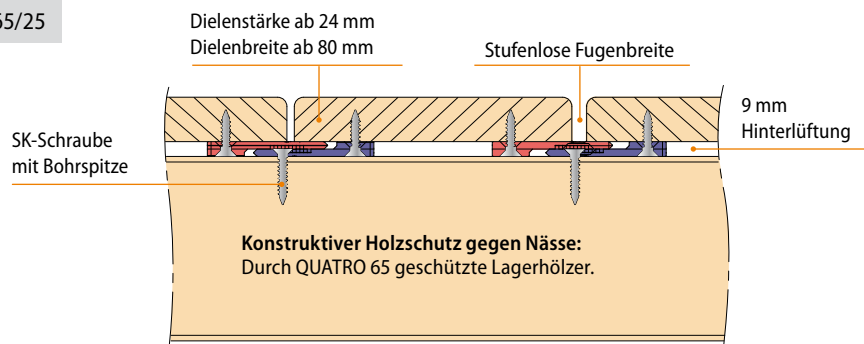 65/25
Dielenstärke ab 24 mm
Dielenbreite ab 80 mm
Stufenlose Fugenbreite
9 mm
Hinterlüftung
SK-Schraube
mit Bohrspitze
Konstruktiver Holzschutz gegen Nässe:
Durch QUATRO 65 geschützte Lagerhölzer.